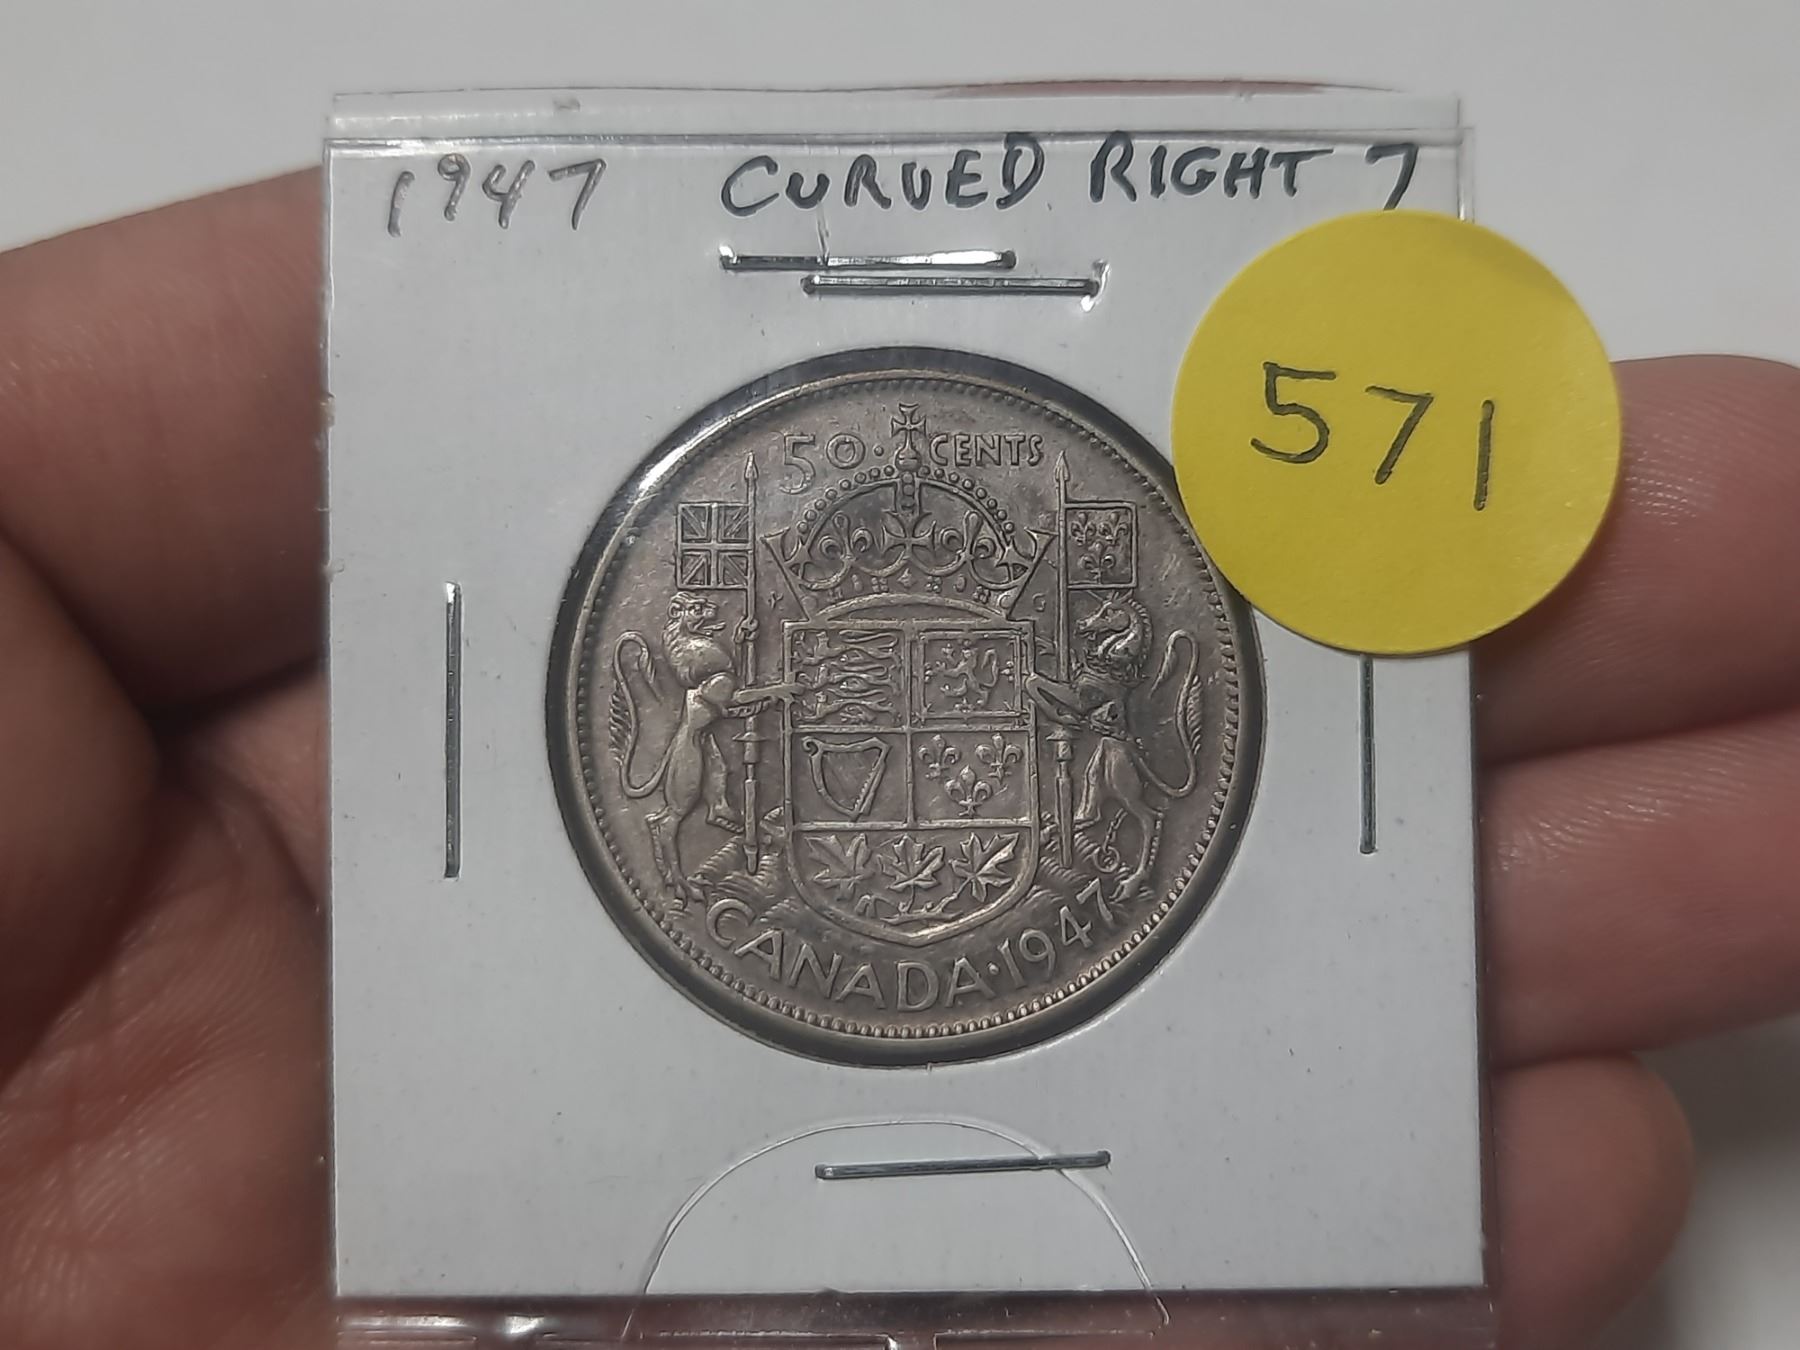 1947 CURVED RIGHT 7
571
50 · CENTS
K G
CANADA · 1947